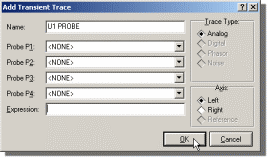 Add Transient Trace
Name: U1 PROBE
Probe P1: <NONE>
Probe P2: <NONE>
Probe P3: <NONE>
Probe P4: <NONE>
Expression:
Trace Type:
Analog
Digital
Phasor
Noise
Axis:
Left
Right
Reference
OK Cancel